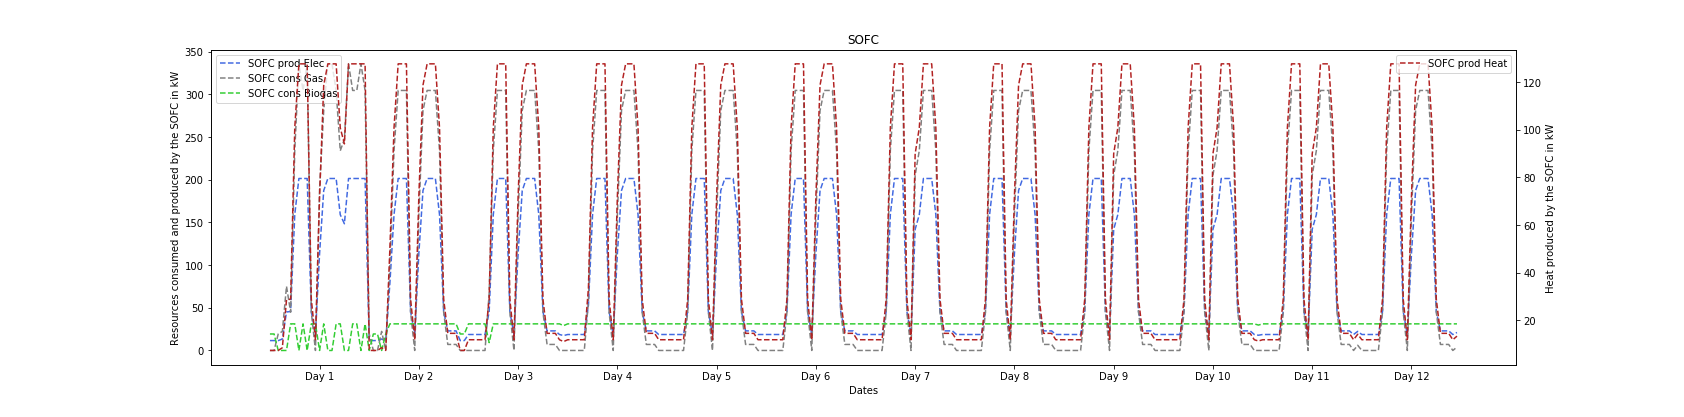 SOFC
Resources consumed and produced by the SOFC in kW
350
300
250
200
150
100
50
0
SOFC prod Elec
SOFC cons Gas
SOFC cons Biogas
SOFC prod Heat
120
100
80
60
40
20
Heat produced by the SOFC in kW
Day 1 Day 2 Day 3 Day 4 Day 5 Day 6 Day 7 Day 8 Day 9 Day 10 Day 11 Day 12
Dates